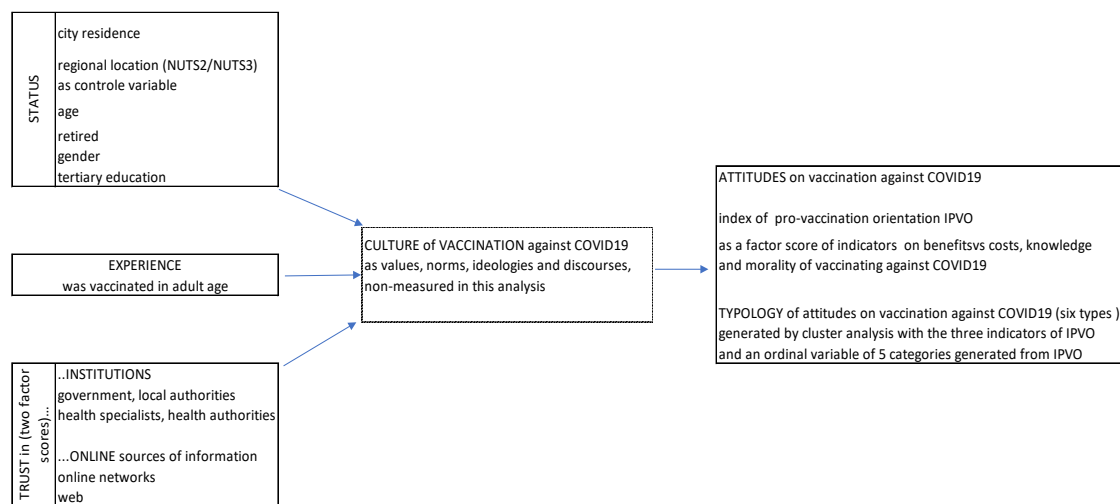 STATUS
city residence
regional location (NUTS2/NUTS3)
as controle variable
age
retired
gender
tertiary education
EXPERIENCE
was vaccinated in adult age
TRUST in (two factor
scores)...
..INSTITUTIONS
government, local authorities
health specialists, health authorities
...ONLINE sources of information
online networks
web
CULTURE of VACCINATION against COVID19
as values, norms, ideologies and discourses,
non-measured in this analysis
ATTITUDES on vaccination against COVID19
index of pro-vaccination orientation IPVO
as a factor score of indicators on benefitsvs costs, knowledge
and morality of vaccinating against COVID19
TYPOLOGY of attitudes on vaccination against COVID19 (six types )
generated by cluster analysis with the three indicators of IPVO
and an ordinal variable of 5 categories generated from IPVO